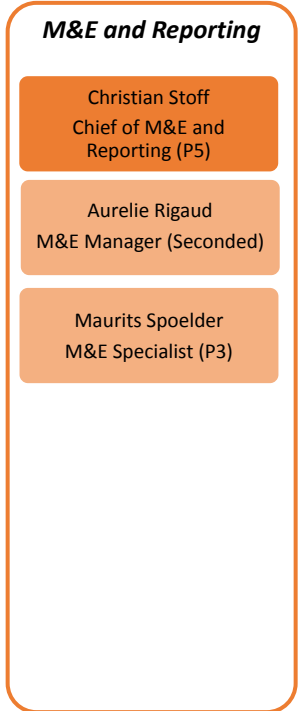 M&E and Reporting
Christian Stoff
Chief of M&E and
Reporting (P5)
Aurelie Rigaud
M&E Manager (Seconded)
Maurits Spoelder
M&E Specialist (P3)